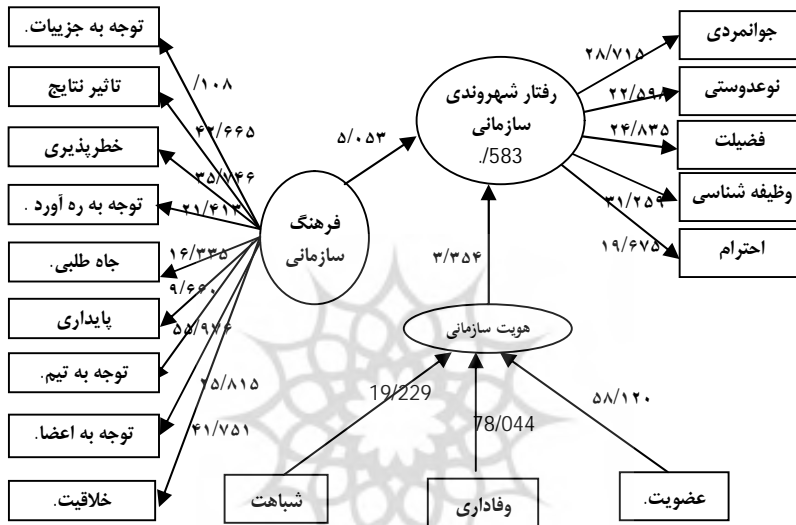 توجه به جزییات.
تاثیر نتایج
خطرپذیری
توجه به ره آورد .
جاه طلبی.
پایداری
توجه به تیم.
توجه به اعضا.
خلاقیت.
/۱۰۸
۴۲/۶۶۵
۳۵/۷۴۶
۲۱/۴۱۳
۱۶/۳۳۵
۹/۶۶۰
۵۵/۹۷۶
۲۵/۸۱۵
۴۱/۷۵۱
فرهنگ
سازمانی
۵/۰۵۳
رفتار شهروندی
سازمانی
./583
۲۸/۷۱۵
۲۲/۵۹۸
۲۴/۸۳۵
۳۱/۲۵۹
۱۹/۶۷۵
جوانمردی
نوعدوستی
فضیلت
وظیفه شناسی
احترام
۳/۳۵۴
هویت سازمانی
19/229
78/044
۵۸/۱۲۰
شباهت
وفاداری
عضویت.